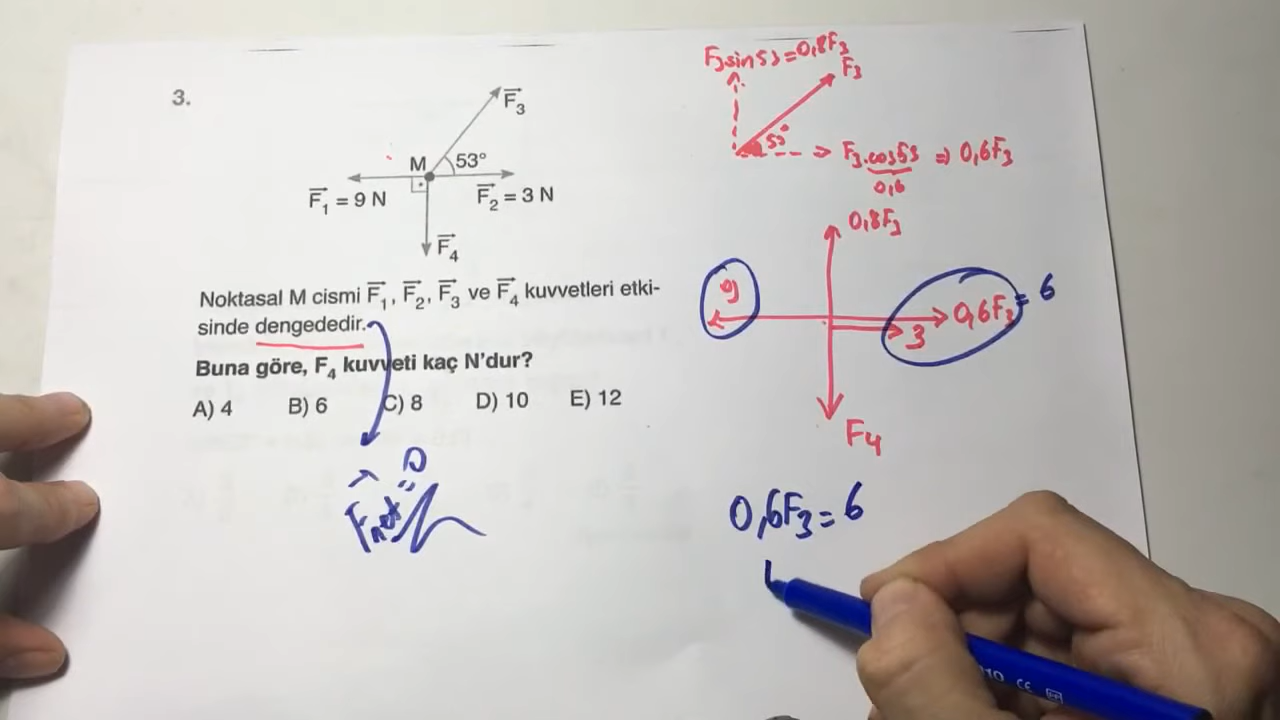 3.
F₃
M 53°
F₁ = 9 N
F₂ = 3 N
F₄
Noktasal M cismi F₁, F₂, F₃ ve F₄ kuvvetleri etki-
sinde dengededir.
Buna göre, F₄ kuvveti kaç N'dur?
A) 4 B) 6 C) 8 D) 10 E) 12
Fnet = 0
F₃sin53=0,8F₃
F₃
53°
F₃.cos53 ⇒ 0,6F₃
0,6
0,8F₃
9
0,6F₃ = 6
3
F₄
0,6F₃ = 6